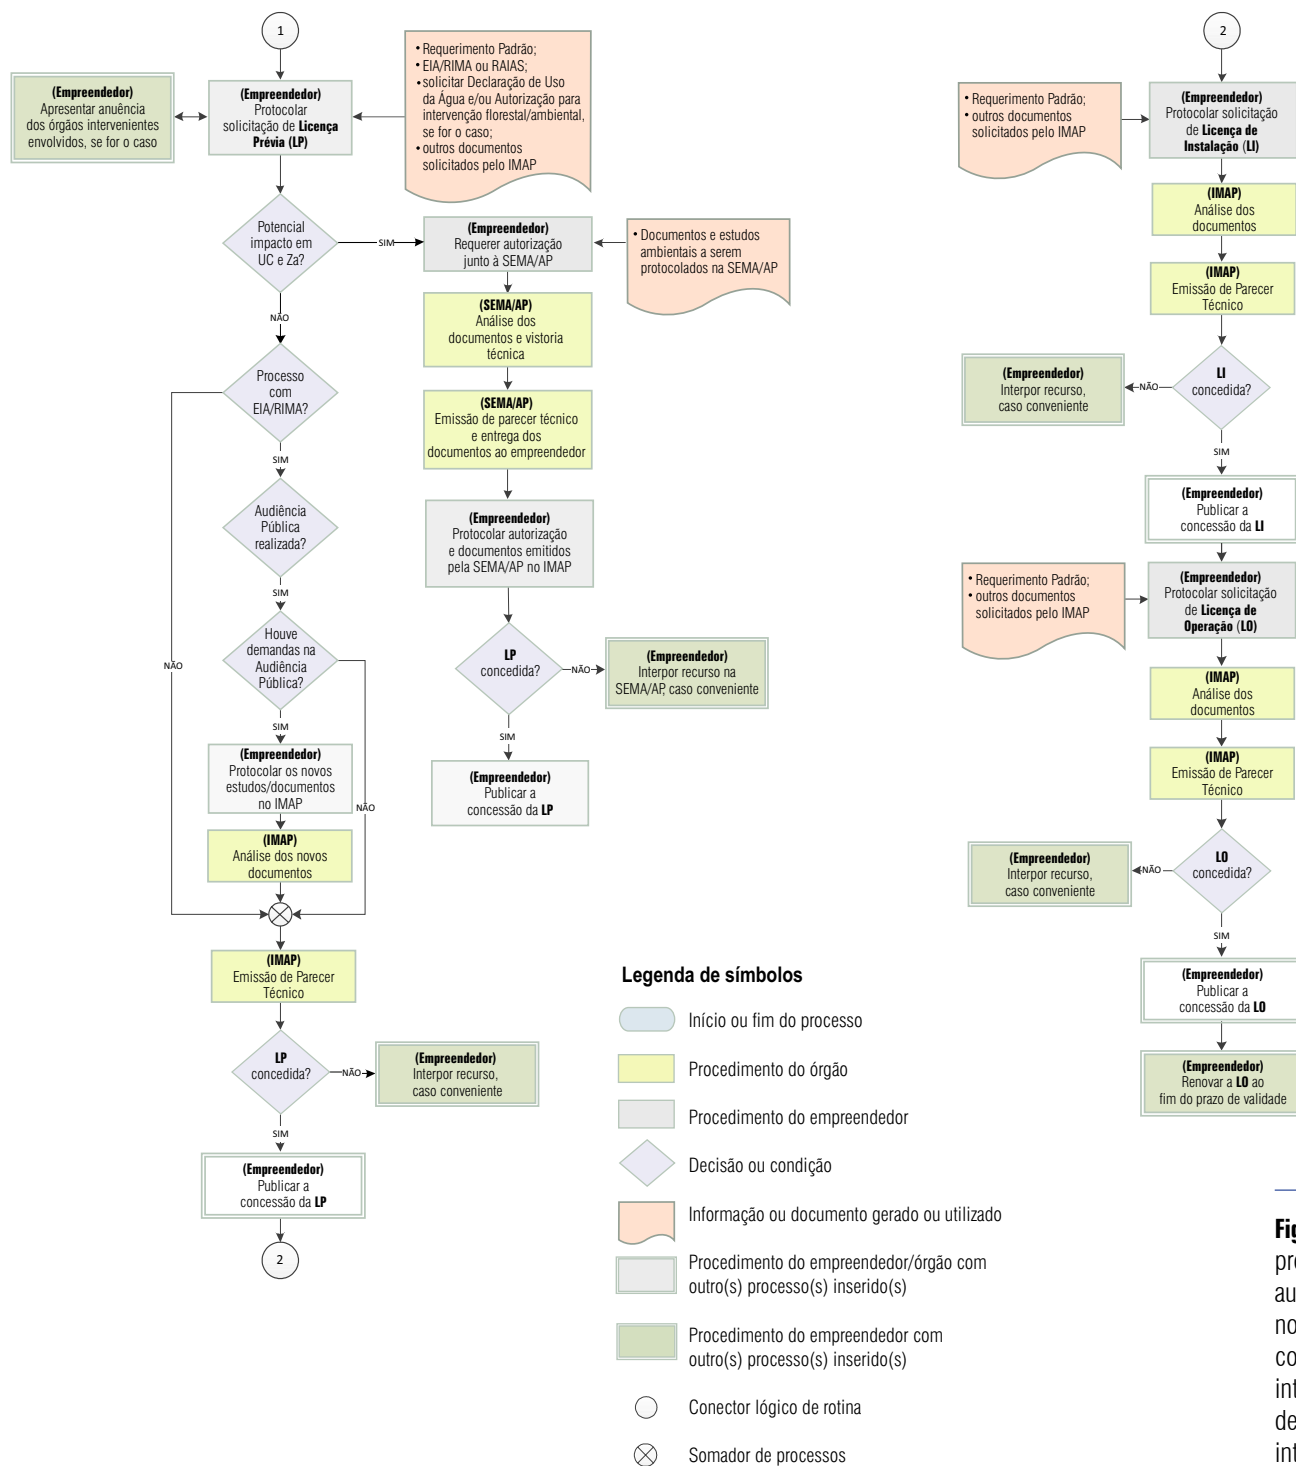 1
(Empreendedor)
Apresentar anuência
dos órgãos intervenientes
envolvidos, se for o caso
(Empreendedor)
Protocolar
solicitação de Licença
Prévia (LP)
• Requerimento Padrão;
• EIA/RIMA ou RAIAS;
• solicitar Declaração de Uso
da Água e/ou Autorização para
intervenção florestal/ambiental,
se for o caso;
• outros documentos
solicitados pelo IMAP
Potencial
impacto em
UC e Za?
SIM
(Empreendedor)
Requerer autorização
junto à SEMA/AP
• Documentos e estudos
ambientais a serem
protocolados na SEMA/AP
NÃO
(SEMA/AP)
Análise dos
documentos e vistoria
técnica
Processo
com
EIA/RIMA?
(SEMA/AP)
Emissão de parecer técnico
e entrega dos
documentos ao empreendedor
SIM
Audiência
Pública
realizada?
(Empreendedor)
Protocolar autorização
e documentos emitidos
pela SEMA/AP no IMAP
SIM
Houve
demandas na
Audiência
Pública?
NÃO
LP
concedida?
NÃO
(Empreendedor)
Interpor recurso na
SEMA/AP, caso conveniente
SIM
SIM
(Empreendedor)
Protocolar os novos
estudos/documentos
no IMAP
NÃO
(Empreendedor)
Publicar a
concessão da LP
(IMAP)
Análise dos novos
documentos
(IMAP)
Emissão de Parecer
Técnico
LP
concedida?
NÃO
(Empreendedor)
Interpor recurso,
caso conveniente
SIM
(Empreendedor)
Publicar a
concessão da LP
2
2
• Requerimento Padrão;
• outros documentos
solicitados pelo IMAP
(Empreendedor)
Protocolar solicitação
de Licença de
Instalação (LI)
(IMAP)
Análise dos
documentos
(IMAP)
Emissão de Parecer
Técnico
(Empreendedor)
Interpor recurso,
caso conveniente
NÃO
LI
concedida?
SIM
(Empreendedor)
Publicar a
concessão da LI
• Requerimento Padrão;
• outros documentos
solicitados pelo IMAP
(Empreendedor)
Protocolar solicitação
de Licença de
Operação (LO)
(IMAP)
Análise dos
documentos
(IMAP)
Emissão de Parecer
Técnico
(Empreendedor)
Interpor recurso,
caso conveniente
NÃO
LO
concedida?
SIM
(Empreendedor)
Publicar a
concessão da LO
(Empreendedor)
Renovar a LO ao
fim do prazo de validade
Legenda de símbolos
Início ou fim do processo
Procedimento do órgão
Procedimento do empreendedor
Decisão ou condição
Informação ou documento gerado ou utilizado
Procedimento do empreendedor/órgão com
outro(s) processo(s) inserido(s)
Procedimento do empreendedor com
outro(s) processo(s) inserido(s)
Conector lógico de rotina
Somador de processos